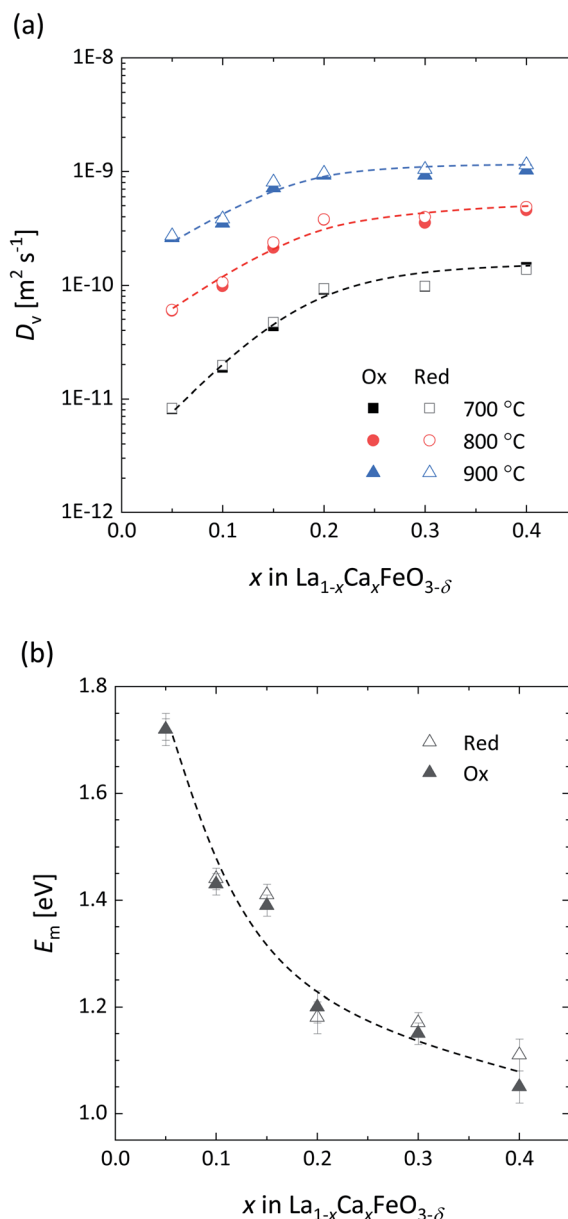 (a)
1E-8
1E-9
1E-10
1E-11
1E-12
D_v [m² s⁻¹]
Ox Red
700 °C
800 °C
900 °C
0.0 0.1 0.2 0.3 0.4
x in La₁₋ₓCaₓFeO₃₋δ
(b)
1.8
1.6
1.4
1.2
1.0
E_m [eV]
Red
Ox
0.0 0.1 0.2 0.3 0.4
x in La₁₋ₓCaₓFeO₃₋δ